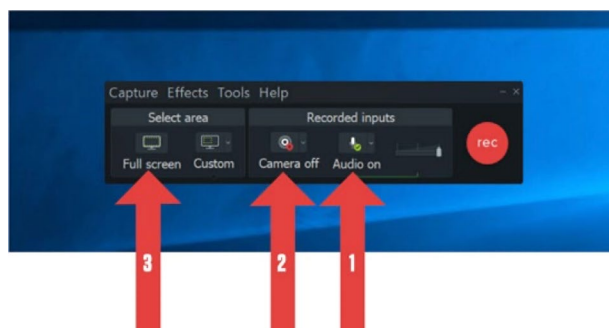 Capture Effects Tools Help
Select area Recorded inputs
rec
Full screen Custom Camera off Audio on
3 2 1